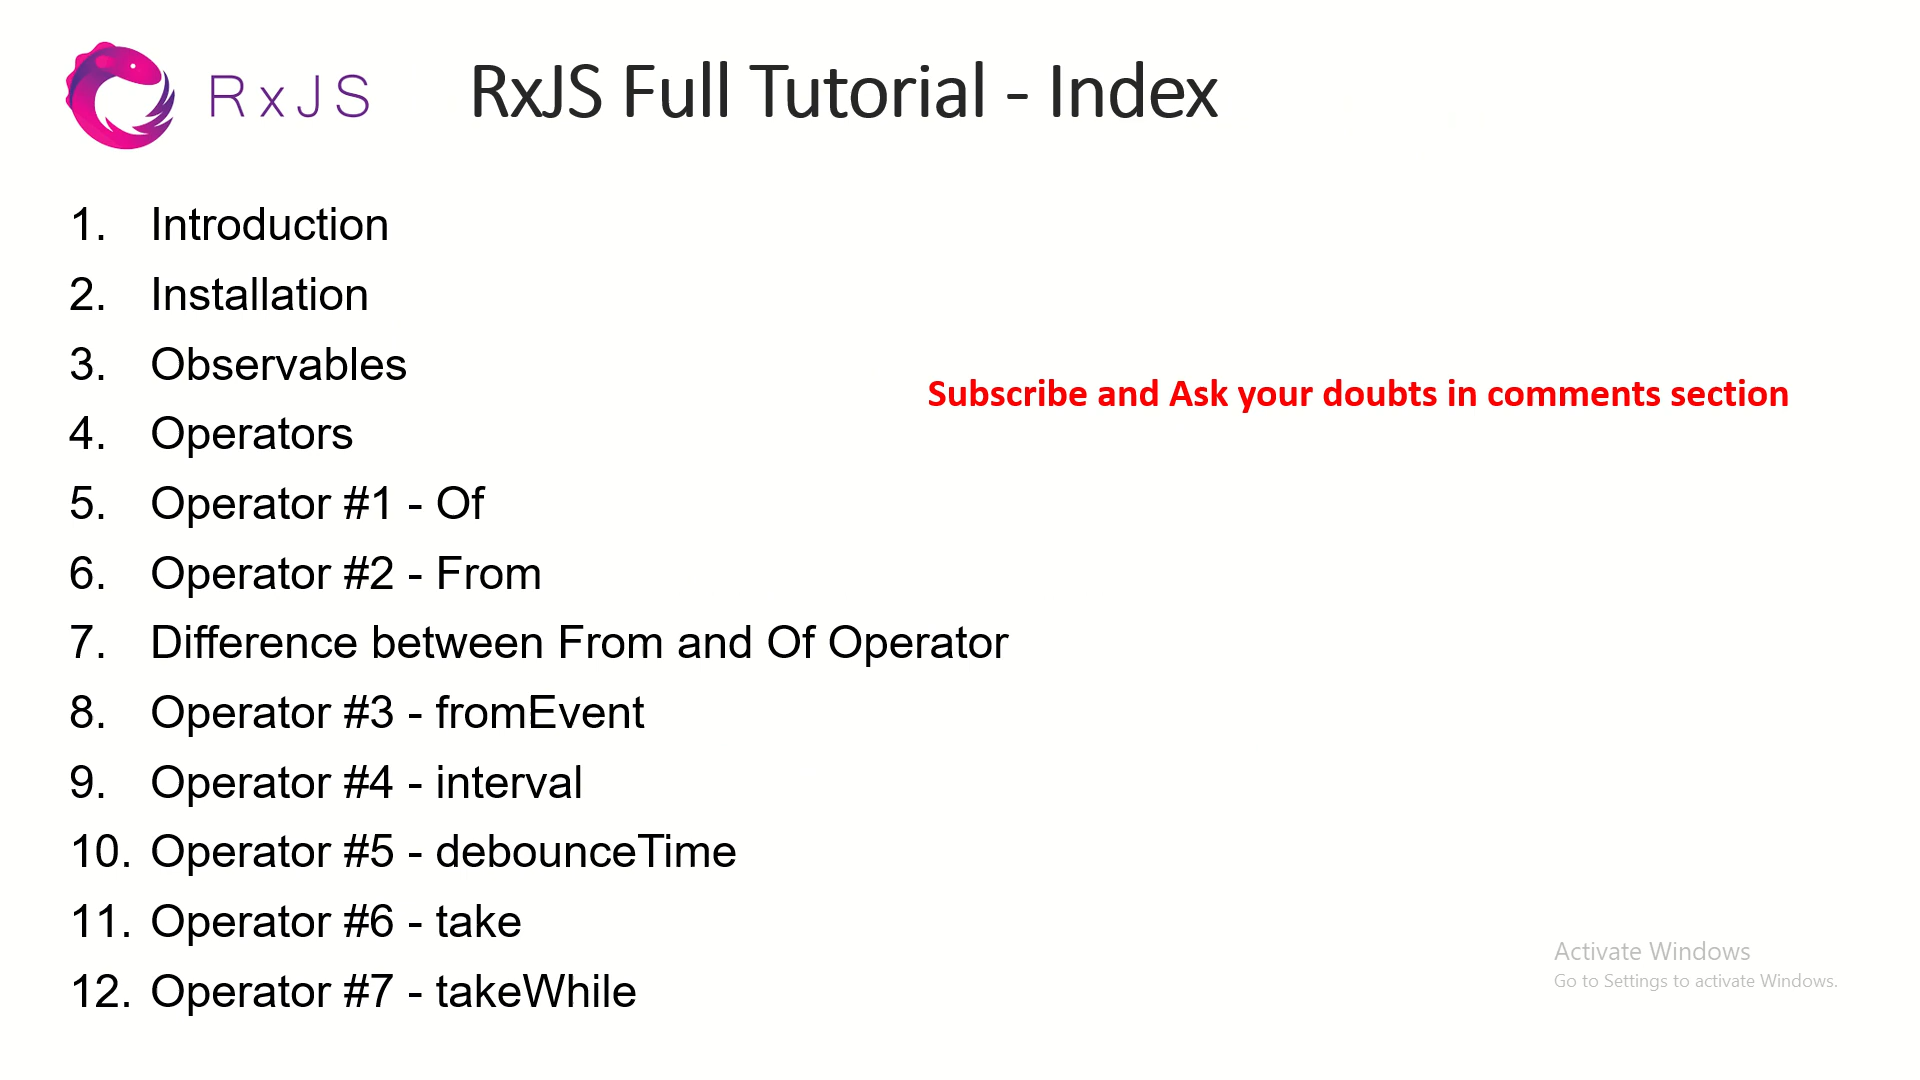 RxJS
RxJS Full Tutorial - Index
1. Introduction
2. Installation
3. Observables
4. Operators
5. Operator #1 - Of
6. Operator #2 - From
7. Difference between From and Of Operator
8. Operator #3 - fromEvent
9. Operator #4 - interval
10. Operator #5 - debounceTime
11. Operator #6 - take
12. Operator #7 - takeWhile
Subscribe and Ask your doubts in comments section
Activate Windows
Go to Settings to activate Windows.